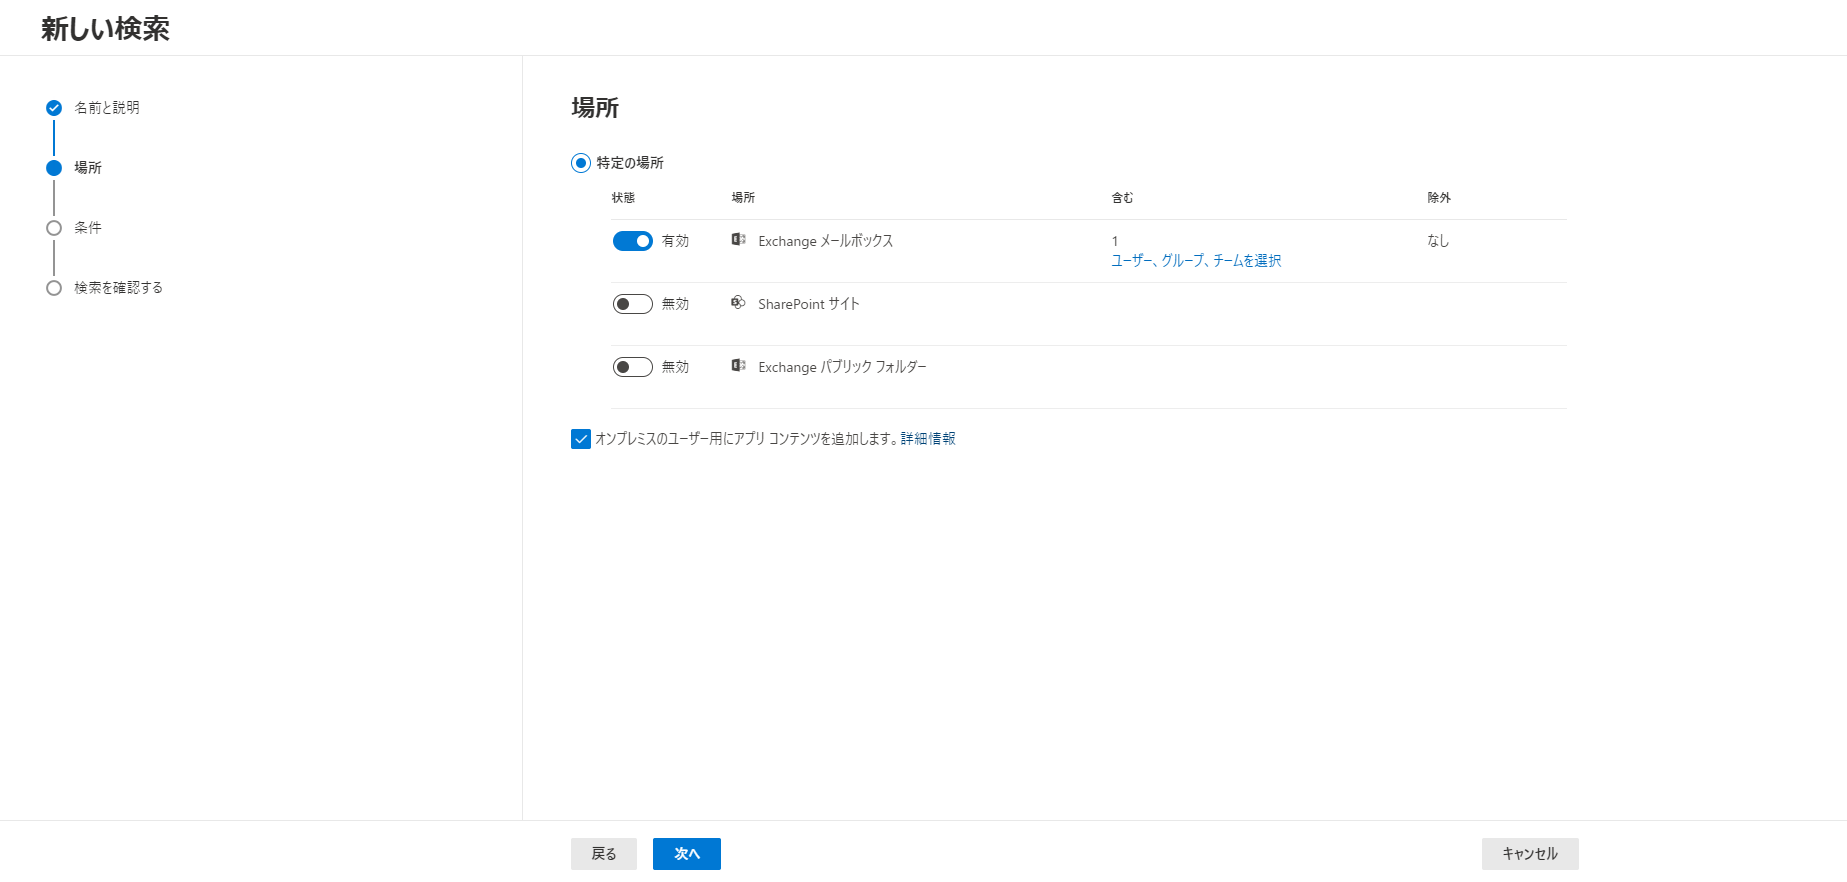 新しい検索
名前と説明
場所
条件
検索を確認する
場所
特定の場所
状態 場所 含む 除外
有効 Exchange メールボックス 1 なし
ユーザー、グループ、チームを選択
無効 SharePoint サイト
無効 Exchange パブリック フォルダー
オンプレミスのユーザー用にアプリ コンテンツを追加します。詳細情報
戻る 次へ キャンセル